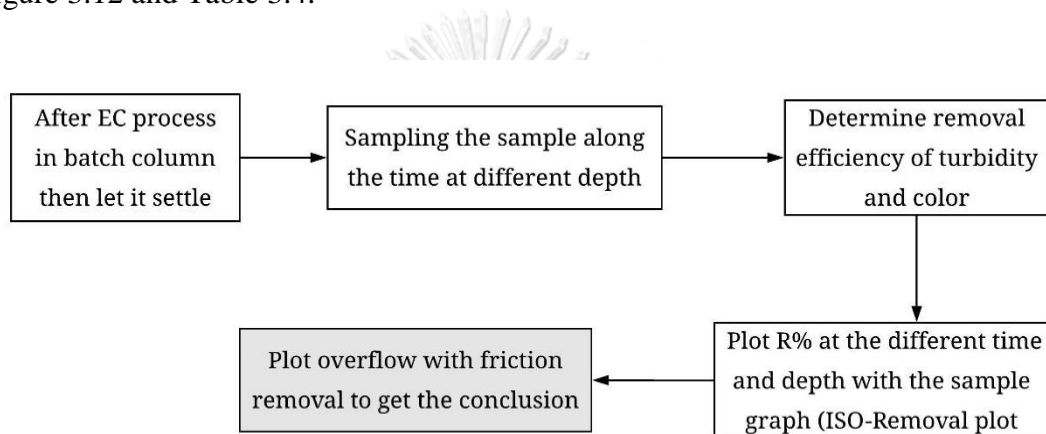 igure 3.12 and Table 3.4.
After EC process
in batch column
then let it settle
Sampling the sample along
the time at different depth
Determine removal
efficiency of turbidity
and color
Plot R% at the different time
and depth with the sample
graph (ISO-Removal plot
Plot overflow with friction
removal to get the conclusion